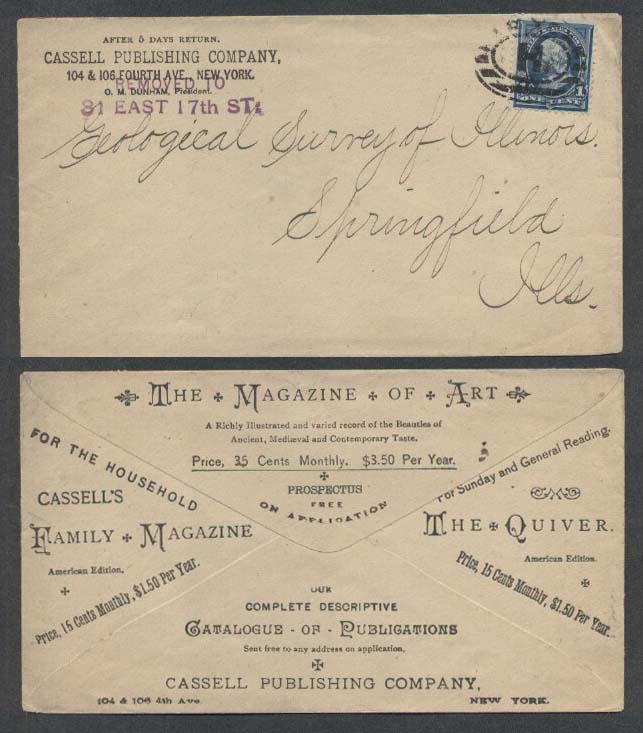 AFTER 5 DAYS RETURN.
CASSELL PUBLISHING COMPANY,
104 & 106 FOURTH AVE., NEW YORK.
REMOVED TO
O. M. DUNHAM, President.
31 EAST 17th ST.
1
ONE CENT
Geological Survey of Illinois.
Springfield
Ills.
THE MAGAZINE OF ART
A Richly Illustrated and varied record of the Beauties of
Ancient, Mediæval and Contemporary Taste.
Price, 35 Cents Monthly. $3.50 Per Year.
PROSPECTUS
FREE
ON APPLICATION
FOR THE HOUSEHOLD
CASSELL'S
FAMILY MAGAZINE
American Edition.
Price, 15 Cents Monthly, $1.50 Per Year.
For Sunday and General Reading.
THE QUIVER.
American Edition.
Price, 15 Cents Monthly, $1.50 Per Year.
OUR
COMPLETE DESCRIPTIVE
CATALOGUE - OF - PUBLICATIONS
Sent free to any address on application.
CASSELL PUBLISHING COMPANY,
104 & 106 4th Ave NEW YORK.